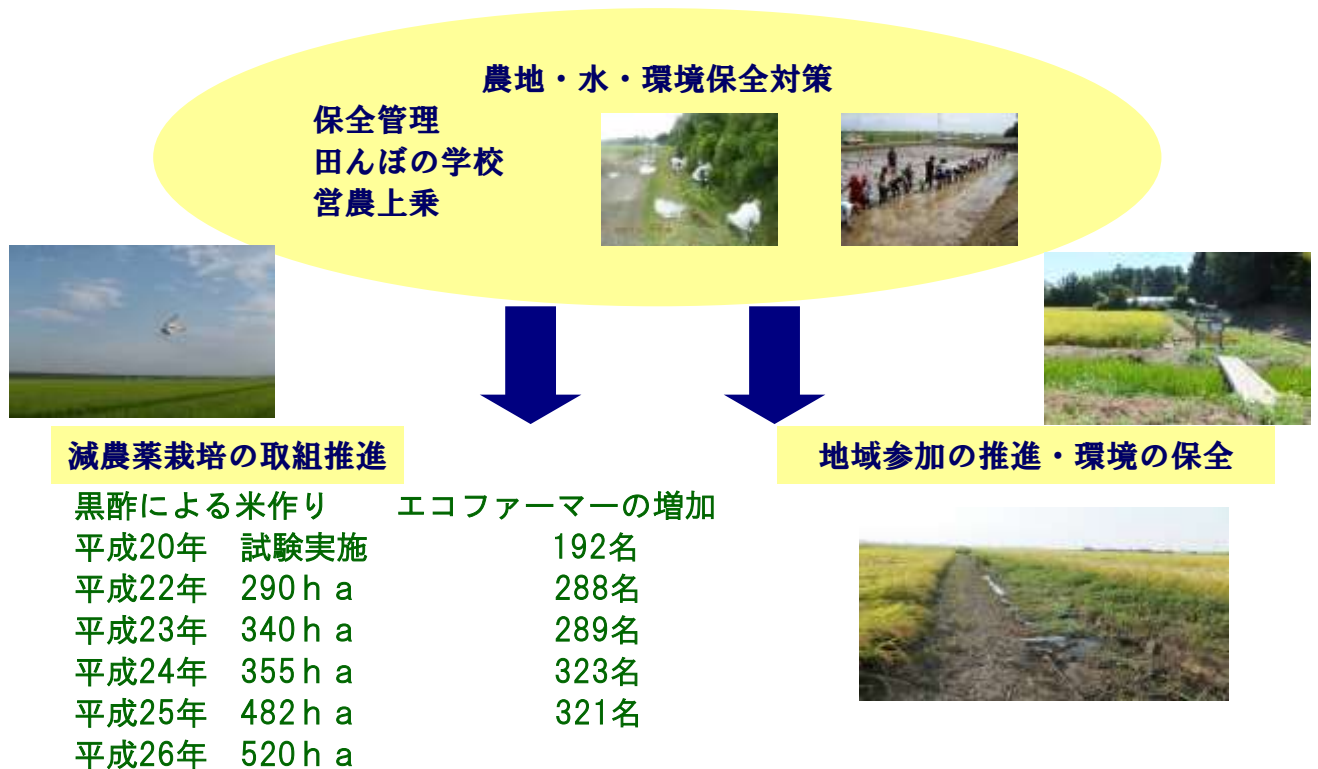 農地・水・環境保全対策
保全管理
田んぼの学校
営農上乗
減農薬栽培の取組推進
地域参加の推進・環境の保全
黒酢による米作り　　エコファーマーの増加
平成20年　試験実施　192名
平成22年　290ｈａ　288名
平成23年　340ｈａ　289名
平成24年　355ｈａ　323名
平成25年　482ｈａ　321名
平成26年　520ｈａ